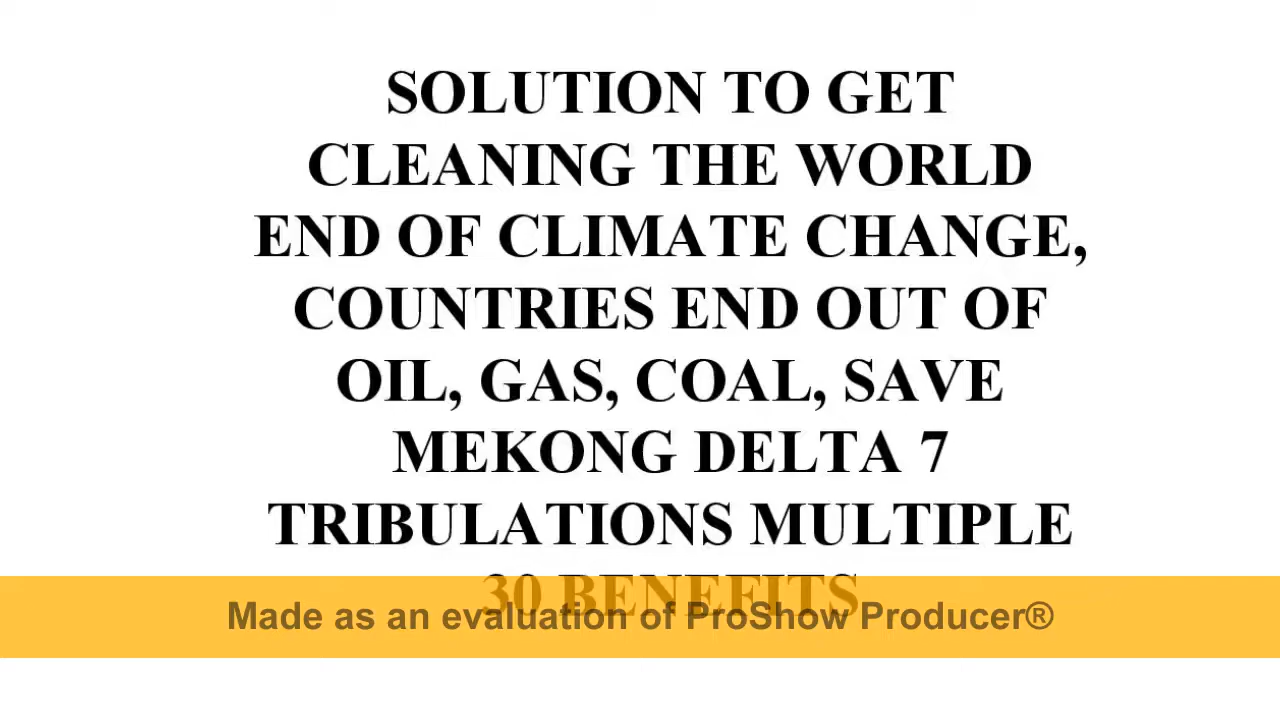 SOLUTION TO GET
CLEANING THE WORLD
END OF CLIMATE CHANGE,
COUNTRIES END OUT OF
OIL, GAS, COAL, SAVE
MEKONG DELTA 7
TRIBULATIONS MULTIPLE
30 BENEFITS
Made as an evaluation of ProShow Producer®